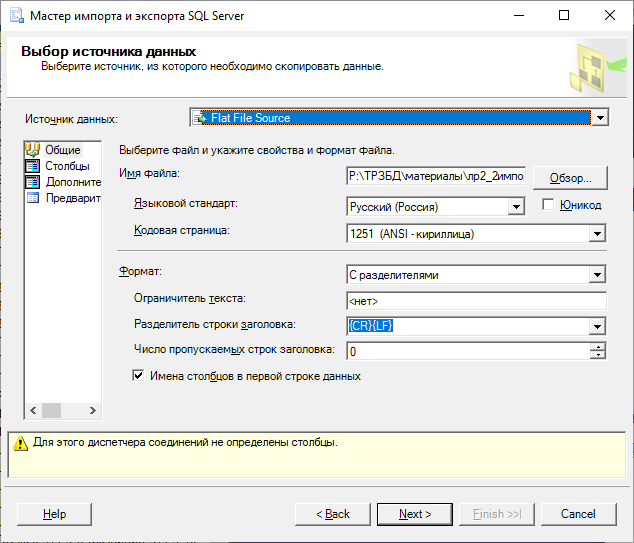 Мастер импорта и экспорта SQL Server
Выбор источника данных
Выберите источник, из которого необходимо скопировать данные.
Источник данных: Flat File Source
Общие
Столбцы
Дополните
Предварит
Выберите файл и укажите свойства и формат файла.
Имя файла: P:\ТРЗБД\материалы\пр2_2импо Обзор...
Языковой стандарт: Русский (Россия) Юникод
Кодовая страница: 1251 (ANSI - кириллица)
Формат: С разделителями
Ограничитель текста: <нет>
Разделитель строки заголовка: {CR}{LF}
Число пропускаемых строк заголовка: 0
Имена столбцов в первой строке данных
Для этого диспетчера соединений не определены столбцы.
Help < Back Next > Finish >>| Cancel